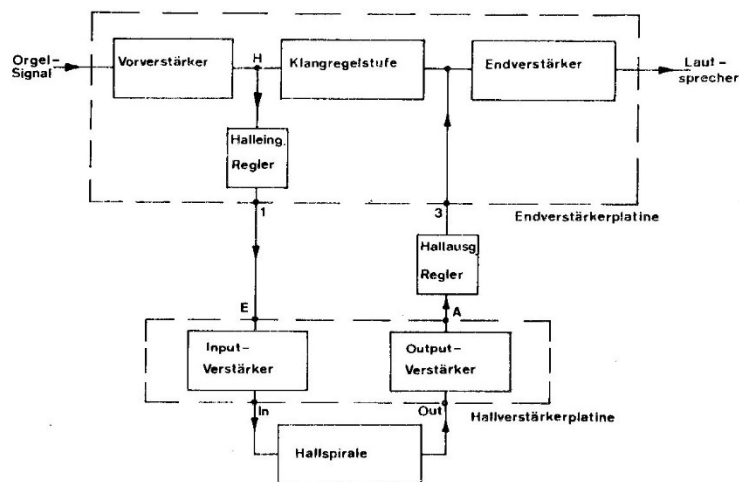 Orgel-
Signal
Vorverstärker
H
Klangregelstufe
Endverstärker
Laut-
sprecher
Halleing.
Regler
1
3
Endverstärkerplatine
Hallausg.
Regler
E
A
Input-
Verstärker
Output-
Verstärker
In
Out
Hallverstärkerplatine
Hallspirale